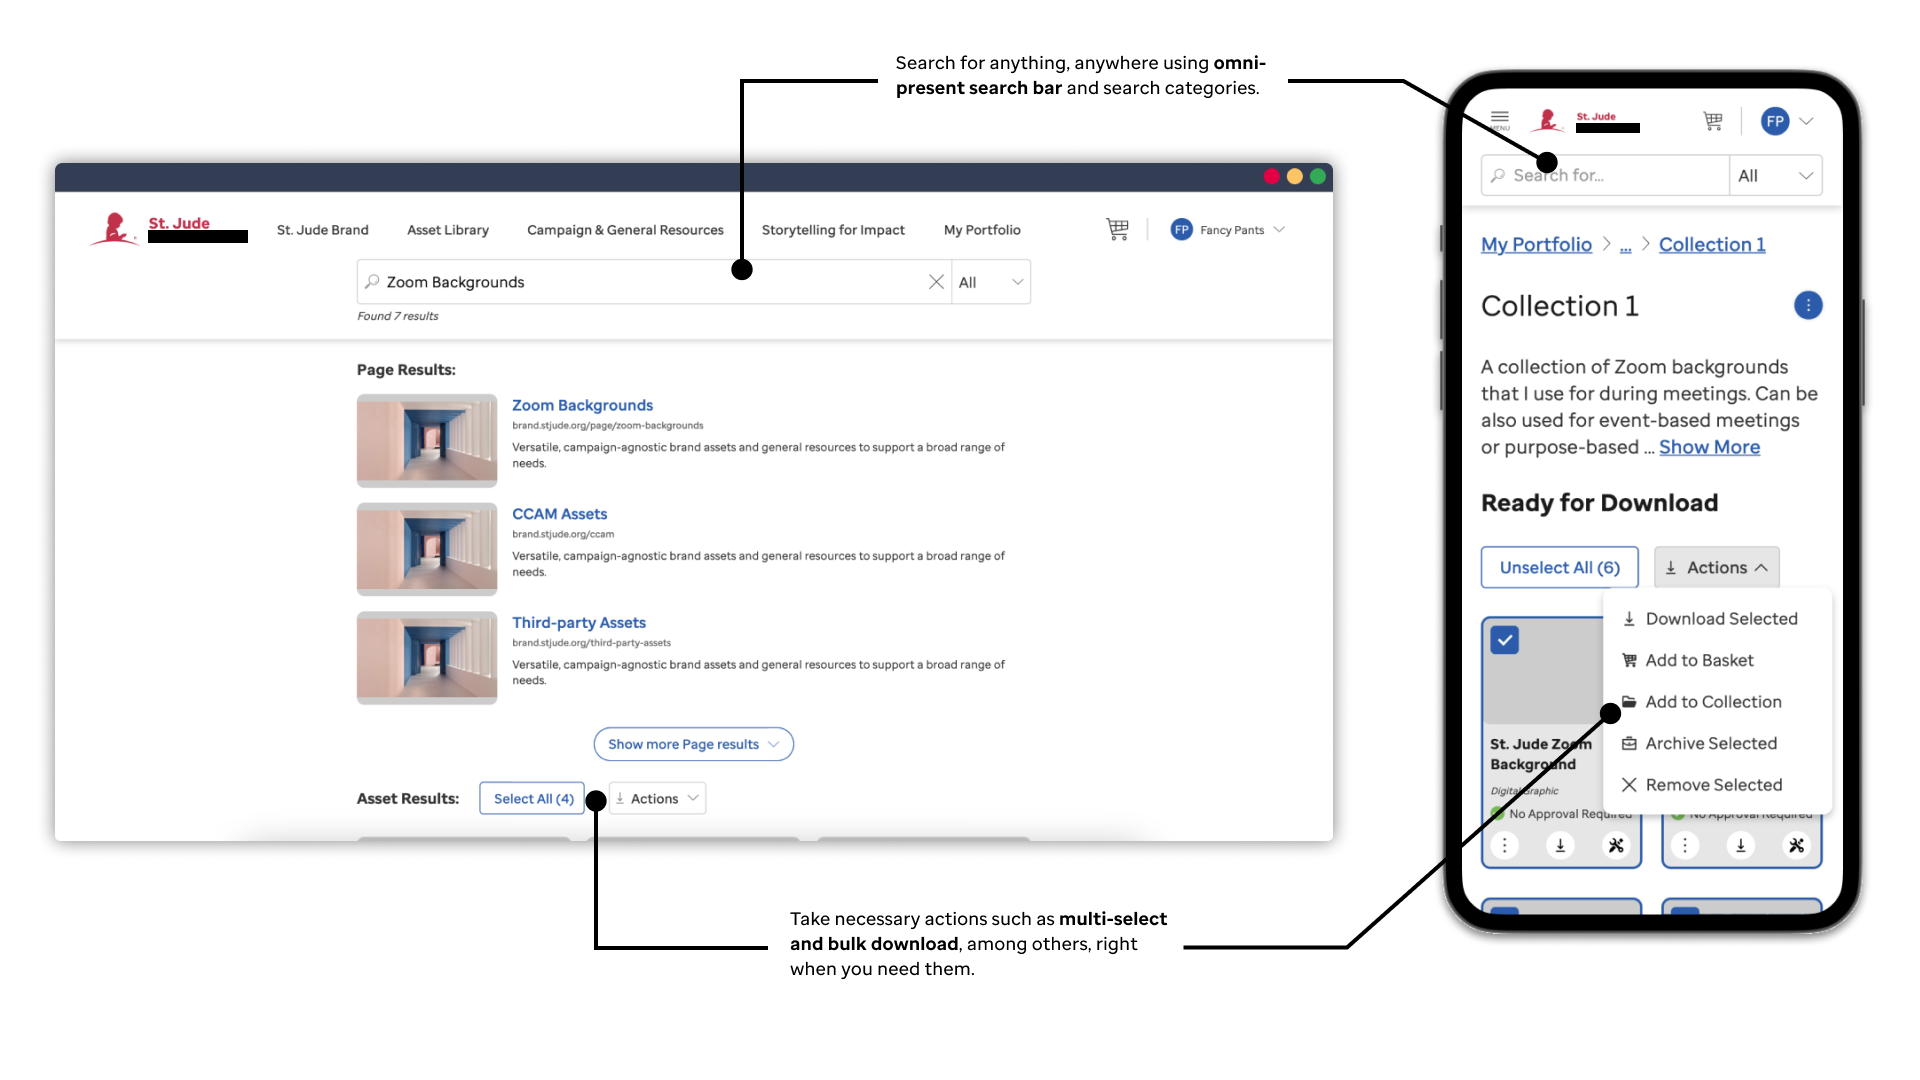 Search for anything, anywhere using omni-
present search bar and search categories.
St. Jude
St. Jude Brand
Asset Library
Campaign & General Resources
Storytelling for Impact
My Portfolio
FP
Fancy Pants
Zoom Backgrounds
All
Found 7 results
Page Results:
Zoom Backgrounds
brand.stjude.org/page/zoom-backgrounds
Versatile, campaign-agnostic brand assets and general resources to support a broad range of
needs.
CCAM Assets
brand.stjude.org/ccam
Versatile, campaign-agnostic brand assets and general resources to support a broad range of
needs.
Third-party Assets
brand.stjude.org/third-party-assets
Versatile, campaign-agnostic brand assets and general resources to support a broad range of
needs.
Show more Page results
Asset Results:
Select All (4)
Actions
Take necessary actions such as multi-select
and bulk download, among others, right
when you need them.
MENU
St. Jude
FP
Search for...
All
My Portfolio > ... > Collection 1
Collection 1
A collection of Zoom backgrounds
that I use for during meetings. Can be
also used for event-based meetings
or purpose-based ... Show More
Ready for Download
Unselect All (6)
Actions
Download Selected
Add to Basket
Add to Collection
Archive Selected
Remove Selected
St. Jude Zoom
Background
Digital Graphic
No Approval Required
No Approval Required